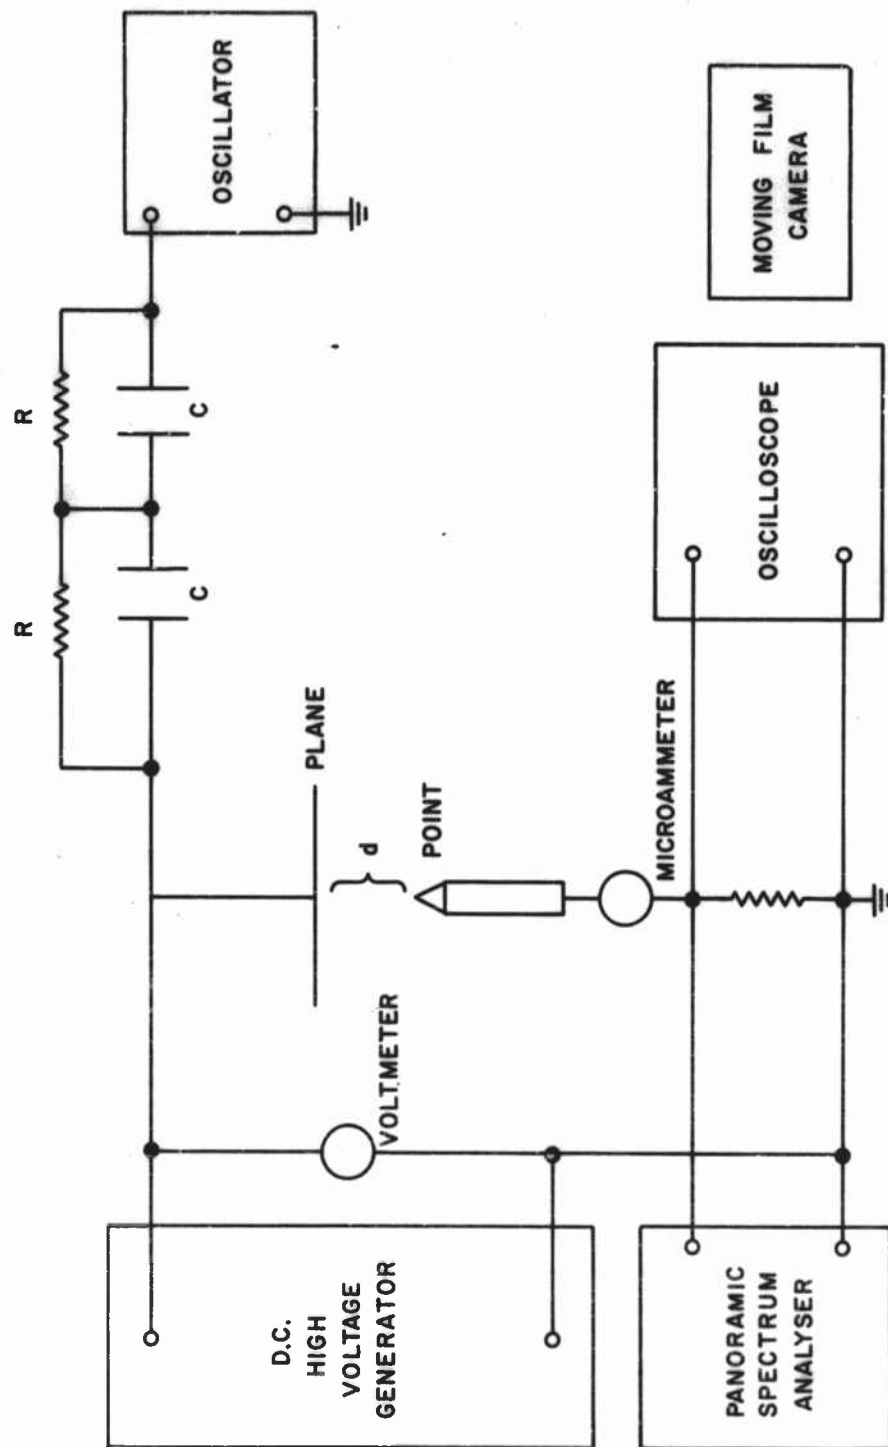 R
R
C
C
OSCILLATOR
PLANE
d
POINT
VOLTMETER
MICROAMMETER
D.C.
HIGH
VOLTAGE
GENERATOR
PANORAMIC
SPECTRUM
ANALYSER
OSCILLOSCOPE
MOVING FILM
CAMERA